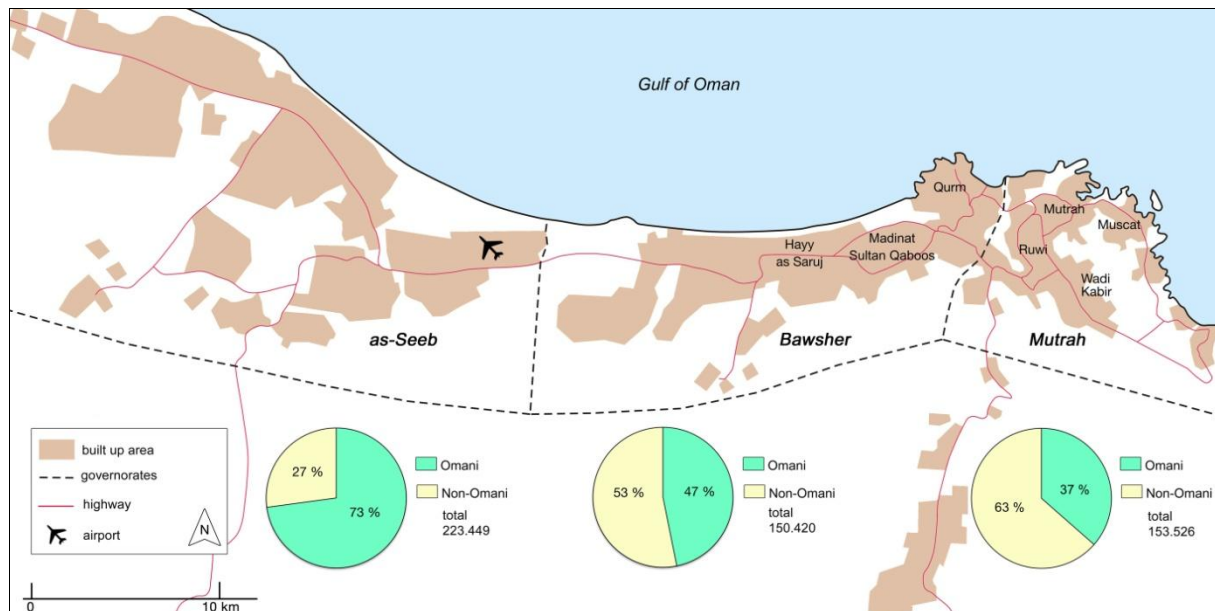 Gulf of Oman
Qurm
Mutrah
Muscat
Hayy
as Saruj
Madinat
Sultan Qaboos
Ruwi
Wadi
Kabir
as-Seeb
Bawsher
Mutrah
built up area
governorates
highway
airport
N
0
10 km
27 %
73 %
Omani
Non-Omani
total
223.449
53 %
47 %
Omani
Non-Omani
total
150.420
37 %
63 %
Omani
Non-Omani
total
153.526